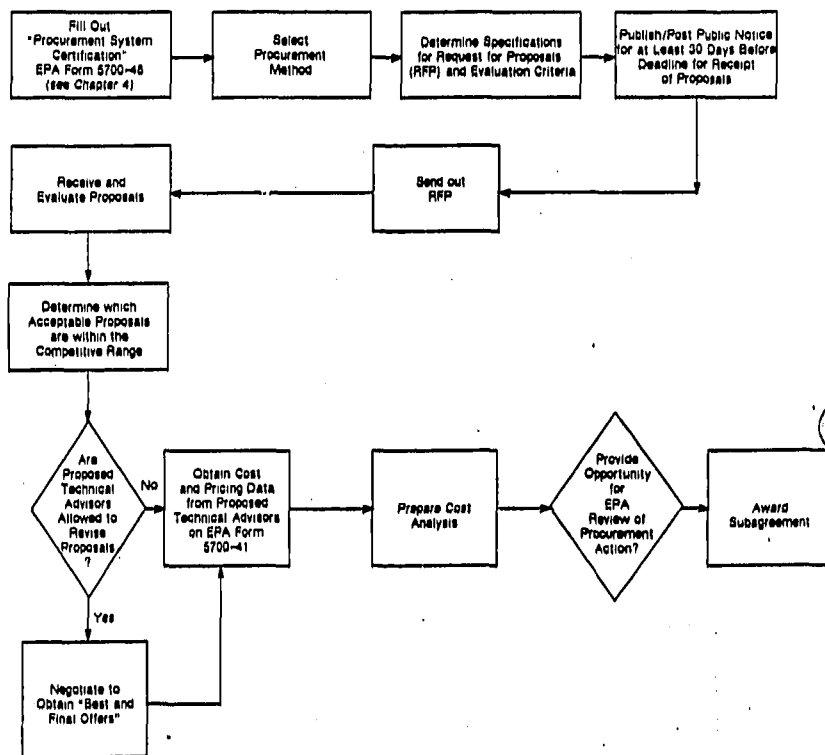 Fill Out
"Procurement System
Certification"
EPA Form 5700-48
(see Chapter 4)
Select
Procurement
Method
Determine Specifications
for Request for Proposals
(RFP) and Evaluation Criteria
Publish/Post Public Notice
for at Least 30 Days Before
Deadline for Receipt
of Proposals
Receive and
Evaluate Proposals
Send out
RFP
Determine which
Acceptable Proposals
are within the
Competitive Range
Are
Proposed
Technical
Advisors
Allowed to
Revise
Proposals
?
No
Yes
Obtain Cost
and Pricing Data
from Proposed
Technical Advisors
on EPA Form
5700-41
Prepare Cost
Analysis
Provide
Opportunity
for
EPA
Review of
Procurement
Action?
Award
Subagreement
Negotiate to
Obtain "Best and
Final Offers"